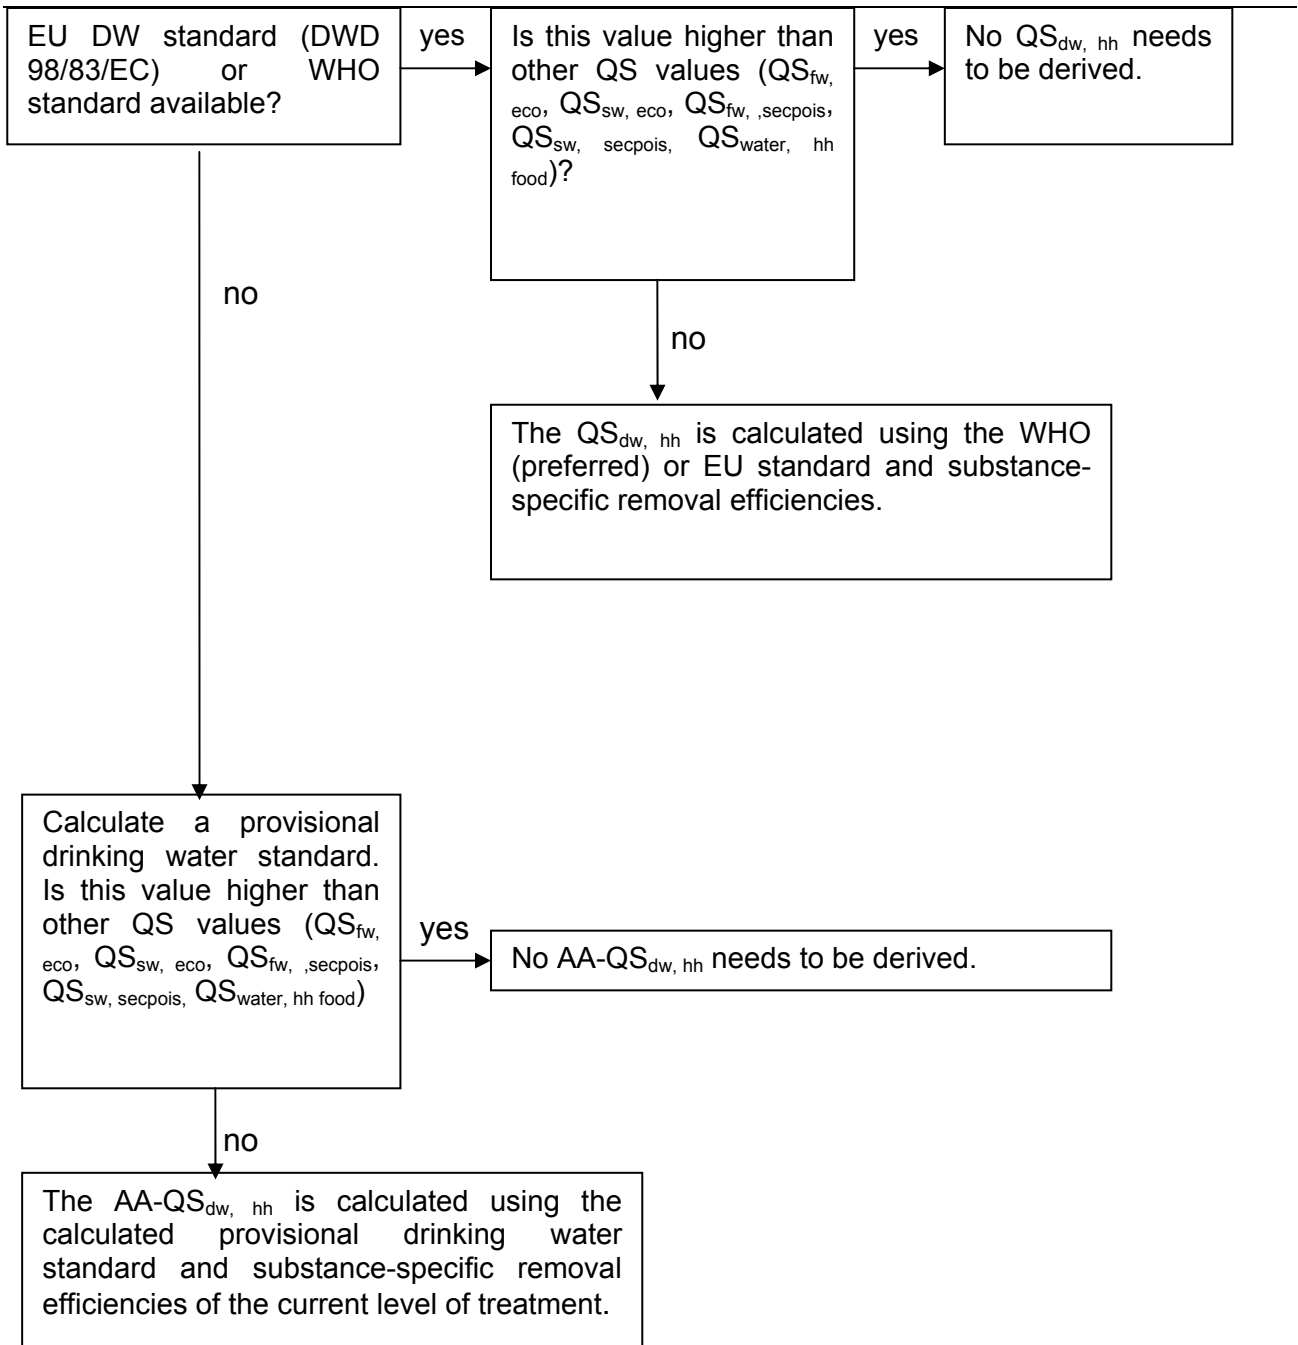 EU DW standard (DWD
98/83/EC) or WHO
standard available?
yes
Is this value higher than
other QS values (QSfw,
eco, QSsw, eco, QSfw, ,secpois,
QSsw, secpois, QSwater, hh
food)?
yes
No QSdw, hh needs
to be derived.
no
no
The QSdw, hh is calculated using the WHO
(preferred) or EU standard and substance-
specific removal efficiencies.
Calculate a provisional
drinking water standard.
Is this value higher than
other QS values (QSfw,
eco, QSsw, eco, QSfw, ,secpois,
QSsw, secpois, QSwater, hh food)
yes
No AA-QSdw, hh needs to be derived.
no
The AA-QSdw, hh is calculated using the
calculated provisional drinking water
standard and substance-specific removal
efficiencies of the current level of treatment.